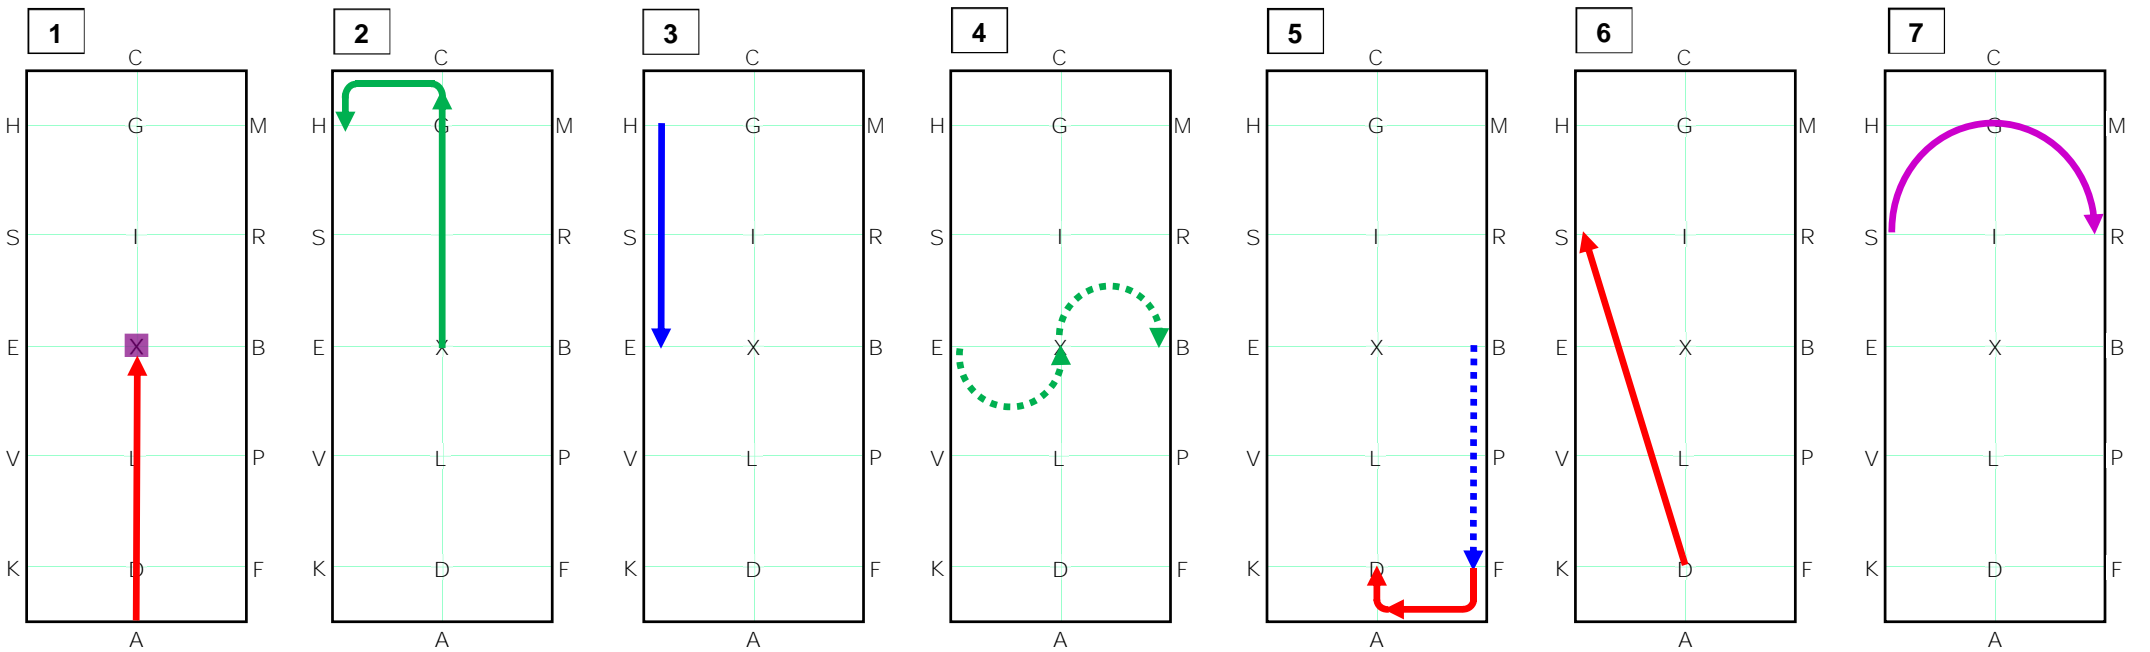 1 2 3 4 5 6 7
C C C C C C C
H G M H G M H G M H G M H G M H G M H G M
S I R S R S I R S I R S I R S I R S I R
E X B E X B E X B E X B E X B E X B E X B
V L P V L P V L P V L P V L P V L P V L P
K D F K D F K D F K D F K D F K D F K D F
A A A A A A A